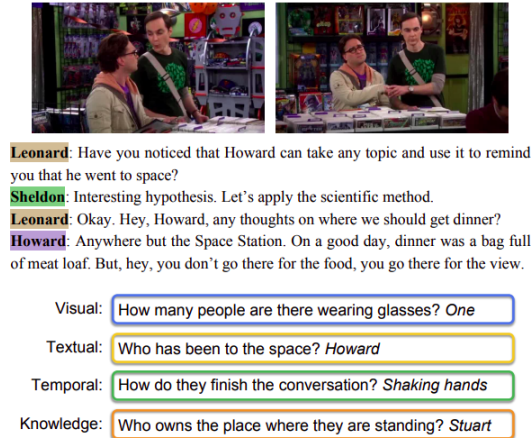 Leonard: Have you noticed that Howard can take any topic and use it to remind
you that he went to space?
Sheldon: Interesting hypothesis. Let's apply the scientific method.
Leonard: Okay. Hey, Howard, any thoughts on where we should get dinner?
Howard: Anywhere but the Space Station. On a good day, dinner was a bag full
of meat loaf. But, hey, you don't go there for the food, you go there for the view.
Visual: How many people are there wearing glasses? One
Textual: Who has been to the space? Howard
Temporal: How do they finish the conversation? Shaking hands
Knowledge: Who owns the place where they are standing? Stuart